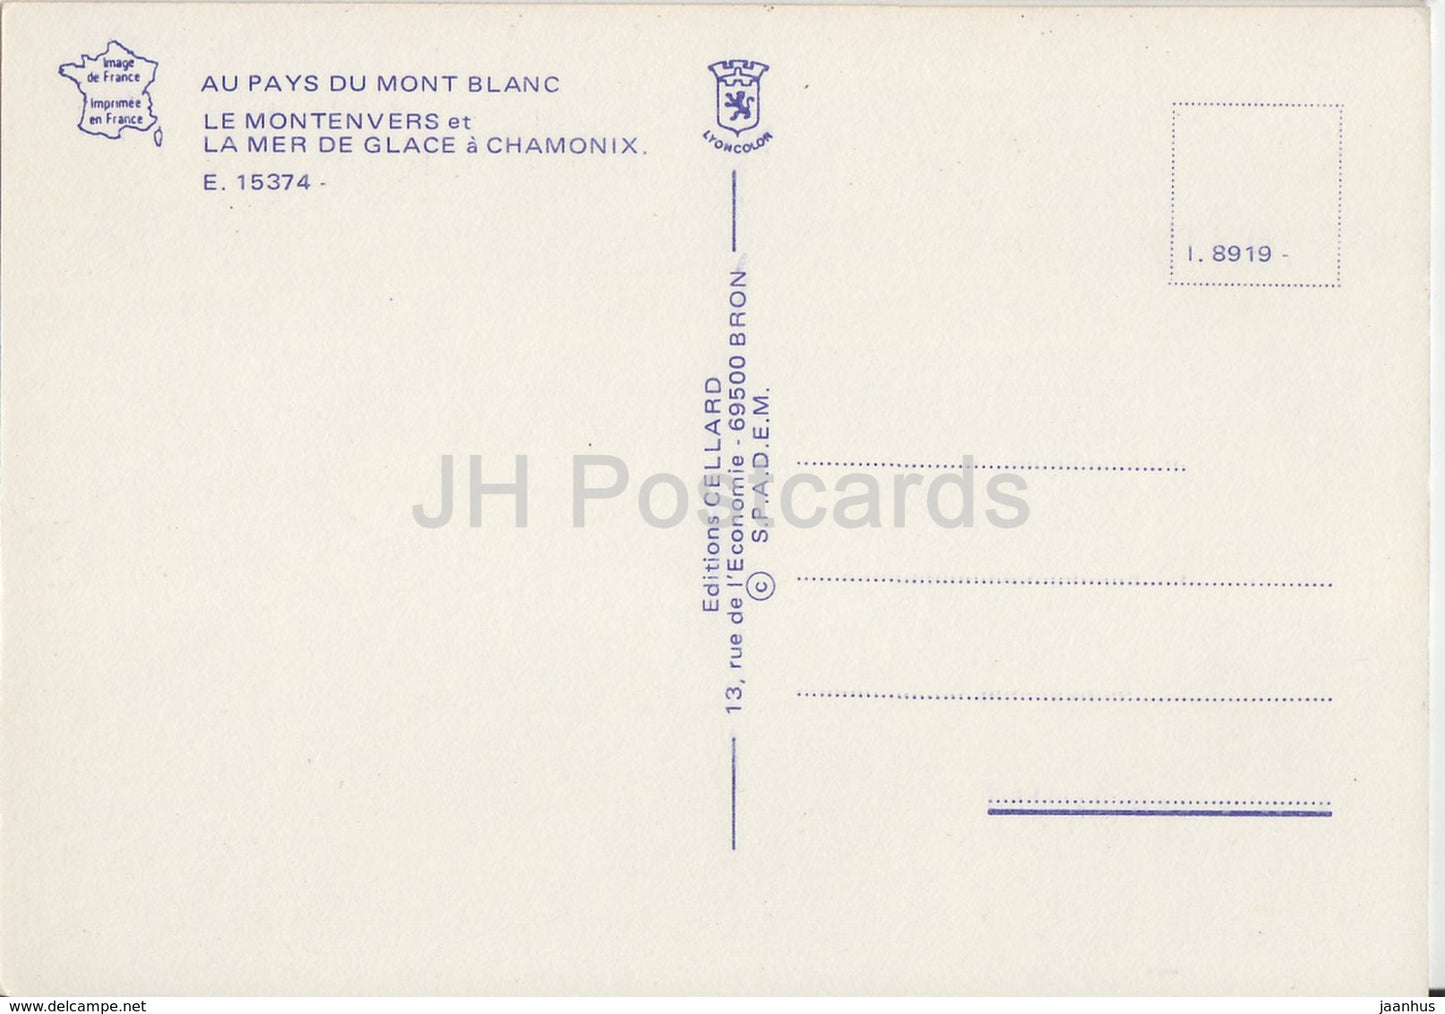 Image
de France
Imprimée
en France
AU PAYS DU MONT BLANC
LE MONTENVERS et
LA MER DE GLACE à CHAMONIX.
E. 15374 -
LYONCOLOR
I. 8919 -
Editions CELLARD
13, rue de l'Economie - 69500 BRON
© S.P.A.D.E.M.
JH Postcards
www.delcampe.net
jaanhus